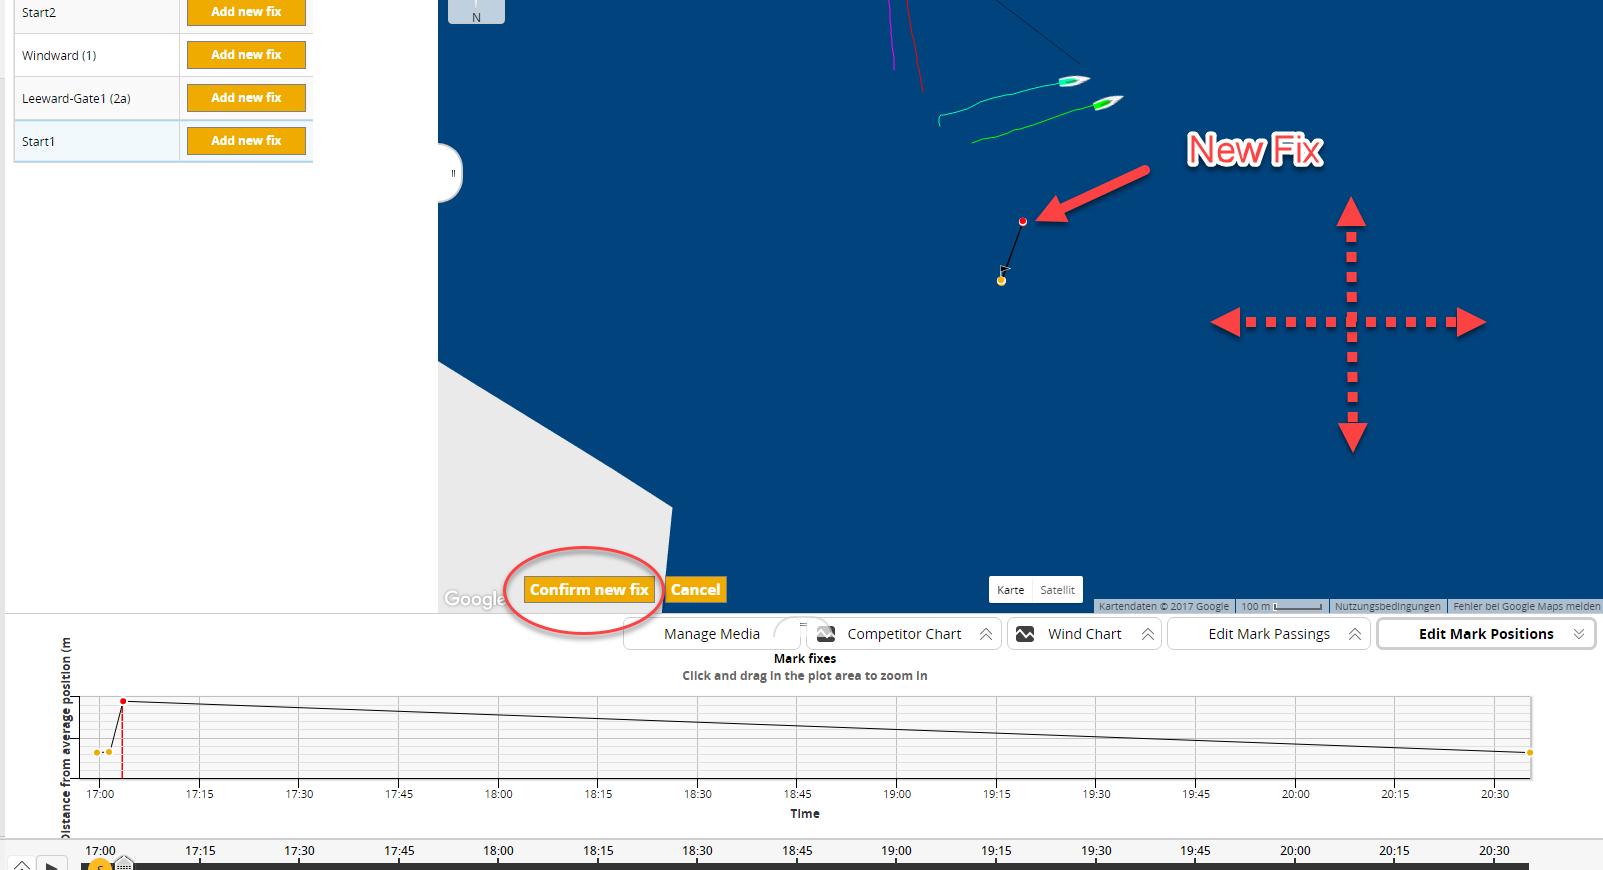 Start2 Add new fix
Windward (1) Add new fix
Leeward-Gate1 (2a) Add new fix
Start1 Add new fix
N
New Fix
Google
Confirm new fix Cancel
Karte Satellit
Kartendaten © 2017 Google 100 m Nutzungsbedingungen Fehler bei Google Maps melden
Manage Media Competitor Chart Wind Chart Edit Mark Passings Edit Mark Positions
Mark fixes
Click and drag in the plot area to zoom in
Distance from average position (m
17:00 17:15 17:30 17:45 18:00 18:15 18:30 18:45 19:00 19:15 19:30 19:45 20:00 20:15 20:30
Time
17:00 17:15 17:30 17:45 18:00 18:15 18:30 18:45 19:00 19:15 19:30 19:45 20:00 20:15 20:30
S